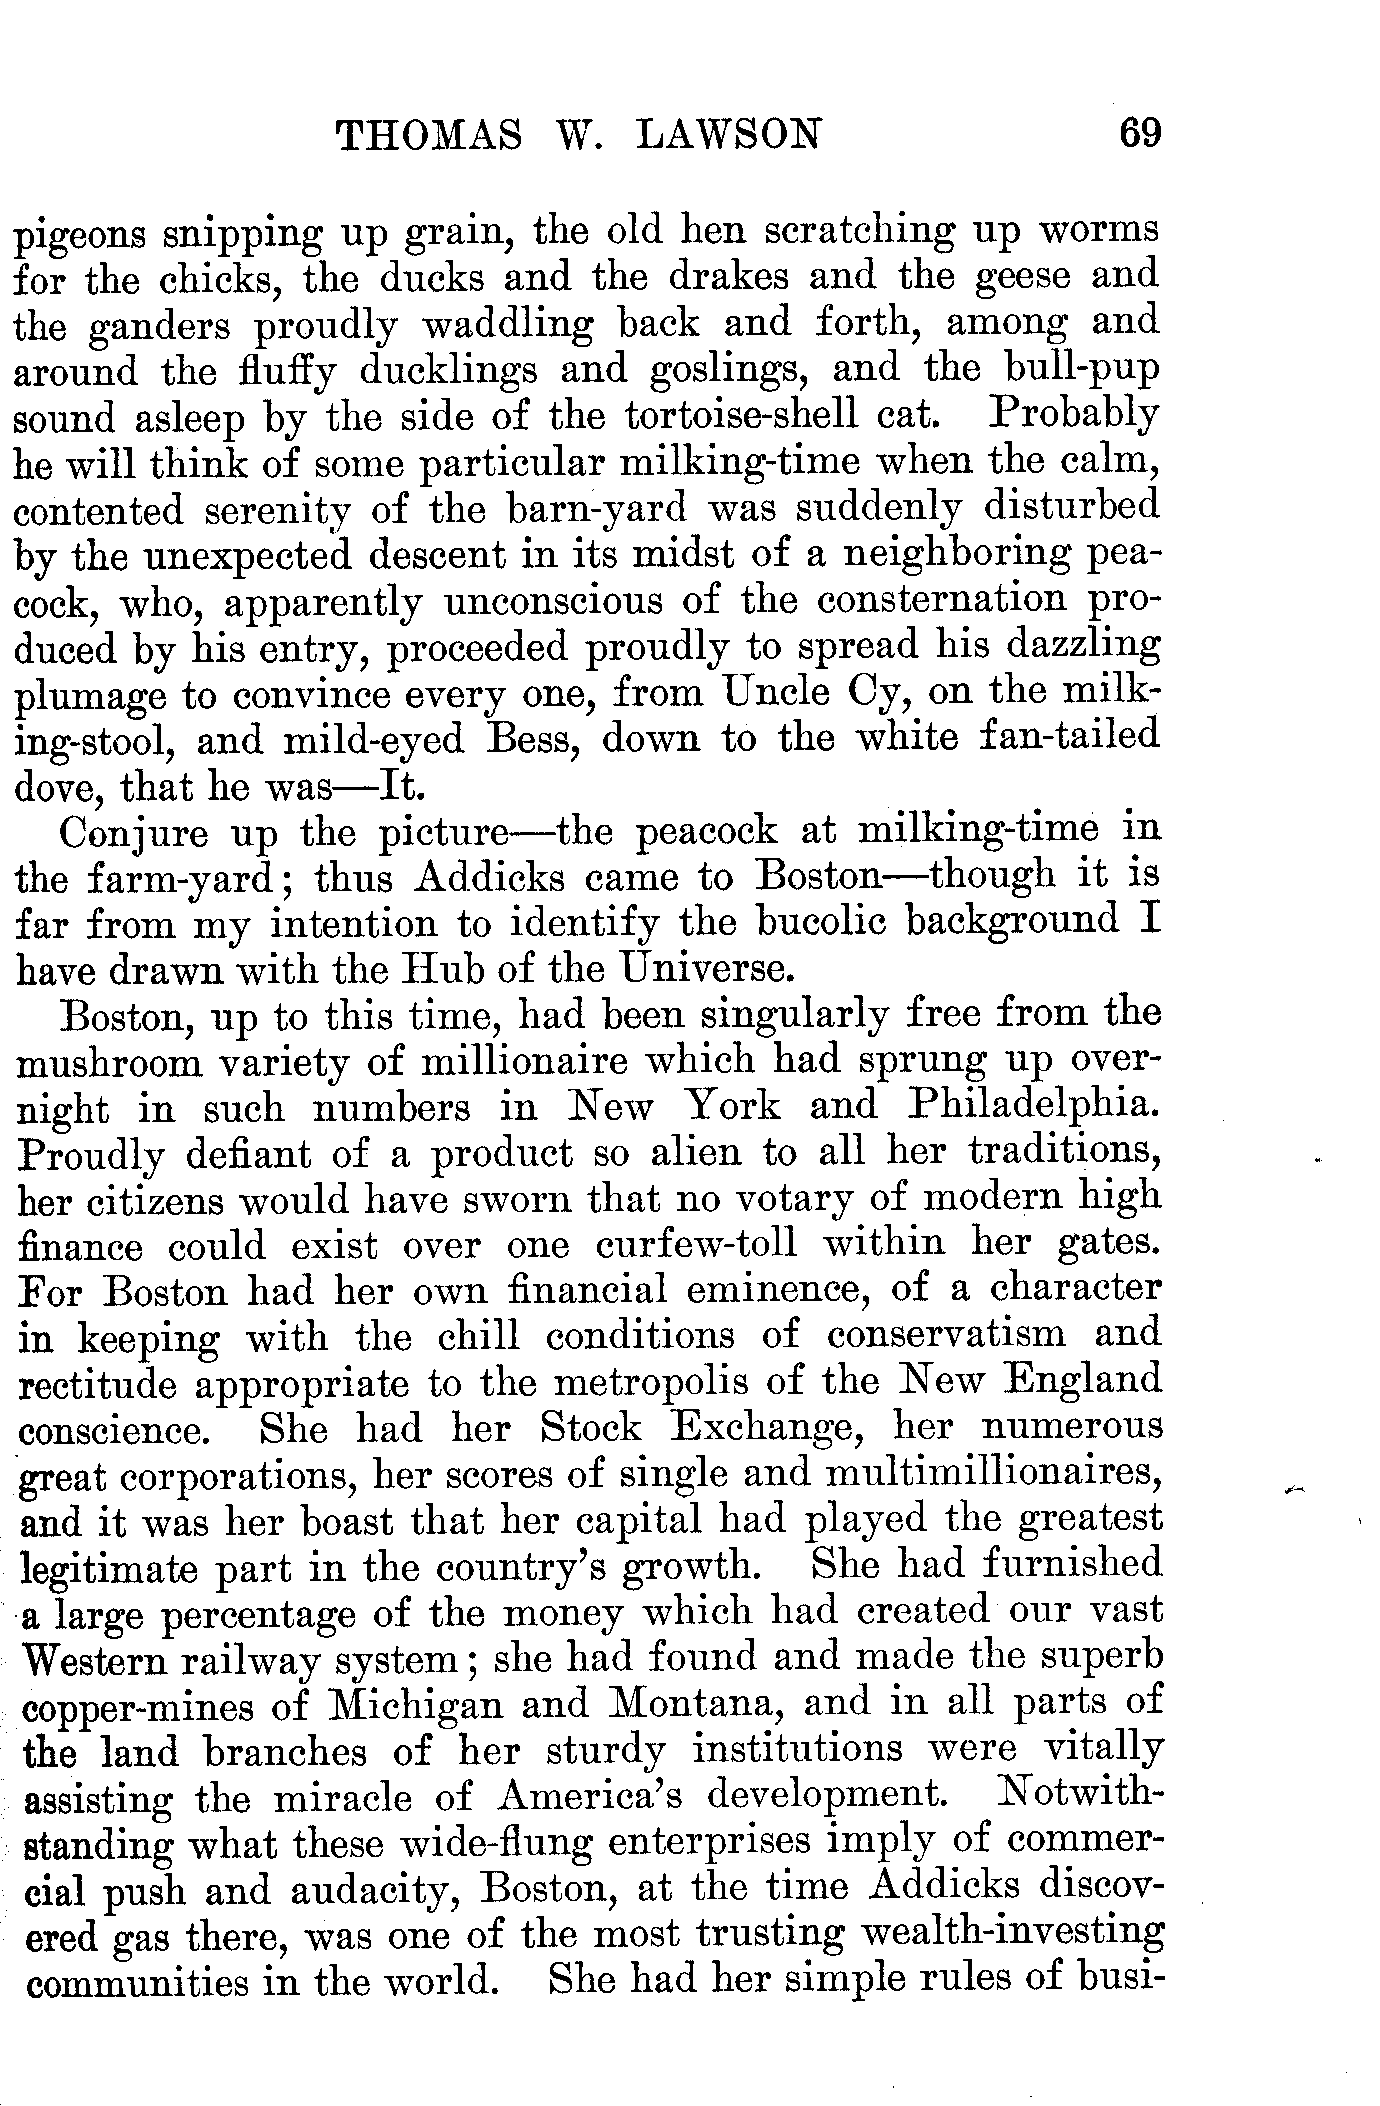 THOMAS W. LAWSON 69
pigeons snipping up grain, the old hen scratching up worms
for the chicks, the ducks and the drakes and the geese and
the ganders proudly waddling back and forth, among and
around the fluffy ducklings and goslings, and the bull-pup
sound asleep by the side of the tortoise-shell cat. Probably
he will think of some particular milking-time when the calm,
contented serenity of the barn-yard was suddenly disturbed
by the unexpected descent in its midst of a neighboring pea-
cock, who, apparently unconscious of the consternation pro-
duced by his entry, proceeded proudly to spread his dazzling
plumage to convince every one, from Uncle Cy, on the milk-
ing-stool, and mild-eyed Bess, down to the white fan-tailed
dove, that he was—It.
Conjure up the picture—the peacock at milking-time in
the farm-yard; thus Addicks came to Boston—though it is
far from my intention to identify the bucolic background I
have drawn with the Hub of the Universe.
Boston, up to this time, had been singularly free from the
mushroom variety of millionaire which had sprung up over-
night in such numbers in New York and Philadelphia.
Proudly defiant of a product so alien to all her traditions,
her citizens would have sworn that no votary of modern high
finance could exist over one curfew-toll within her gates.
For Boston had her own financial eminence, of a character
in keeping with the chill conditions of conservatism and
rectitude appropriate to the metropolis of the New England
conscience. She had her Stock Exchange, her numerous
great corporations, her scores of single and multimillionaires,
and it was her boast that her capital had played the greatest
legitimate part in the country's growth. She had furnished
a large percentage of the money which had created our vast
Western railway system; she had found and made the superb
copper-mines of Michigan and Montana, and in all parts of
the land branches of her sturdy institutions were vitally
assisting the miracle of America's development. Notwith-
standing what these wide-flung enterprises imply of commer-
cial push and audacity, Boston, at the time Addicks discov-
ered gas there, was one of the most trusting wealth-investing
communities in the world. She had her simple rules of busi-